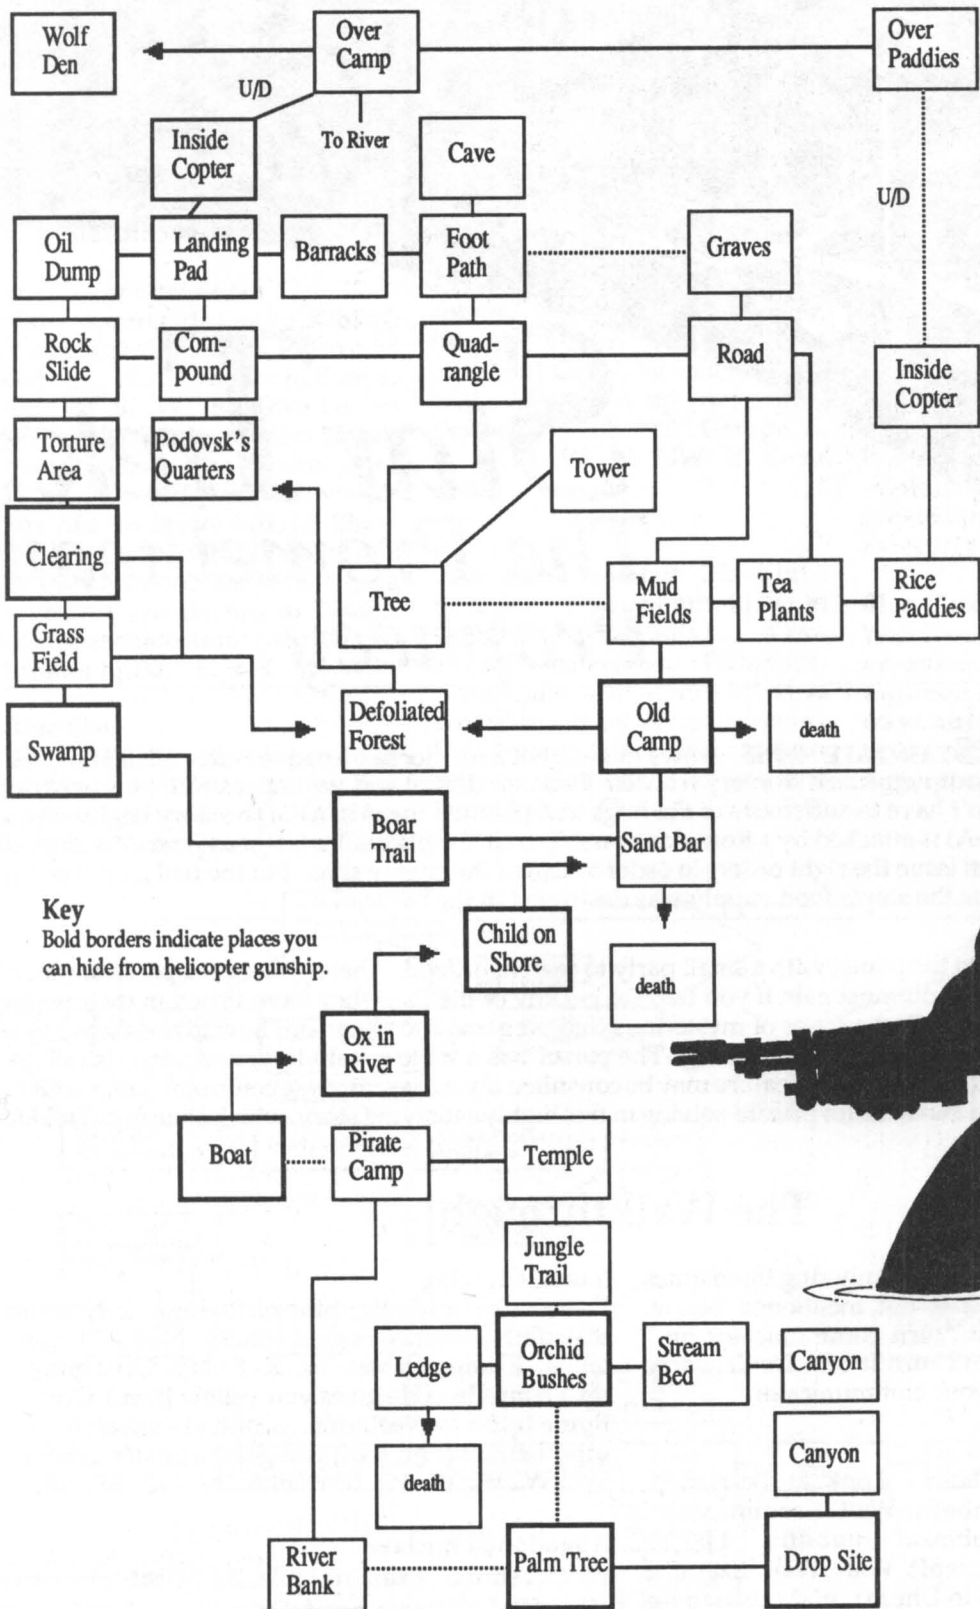 Wolf
Den
Over
Camp
Over
Paddies
U/D
Inside
Copter
To River
Cave
U/D
Oil
Dump
Landing
Pad
Barracks
Foot
Path
Graves
Rock
Slide
Com-
pound
Quad-
rangle
Road
Inside
Copter
Torture
Area
Podovsk's
Quarters
Tower
Clearing
Tree
Mud
Fields
Tea
Plants
Rice
Paddies
Grass
Field
Swamp
Defoliated
Forest
Old
Camp
death
Boar
Trail
Sand Bar
Key
Bold borders indicate places you
can hide from helicopter gunship.
Child on
Shore
death
Ox in
River
Boat
Pirate
Camp
Temple
Jungle
Trail
Ledge
Orchid
Bushes
Stream
Bed
Canyon
death
Canyon
River
Bank
Palm Tree
Drop Site